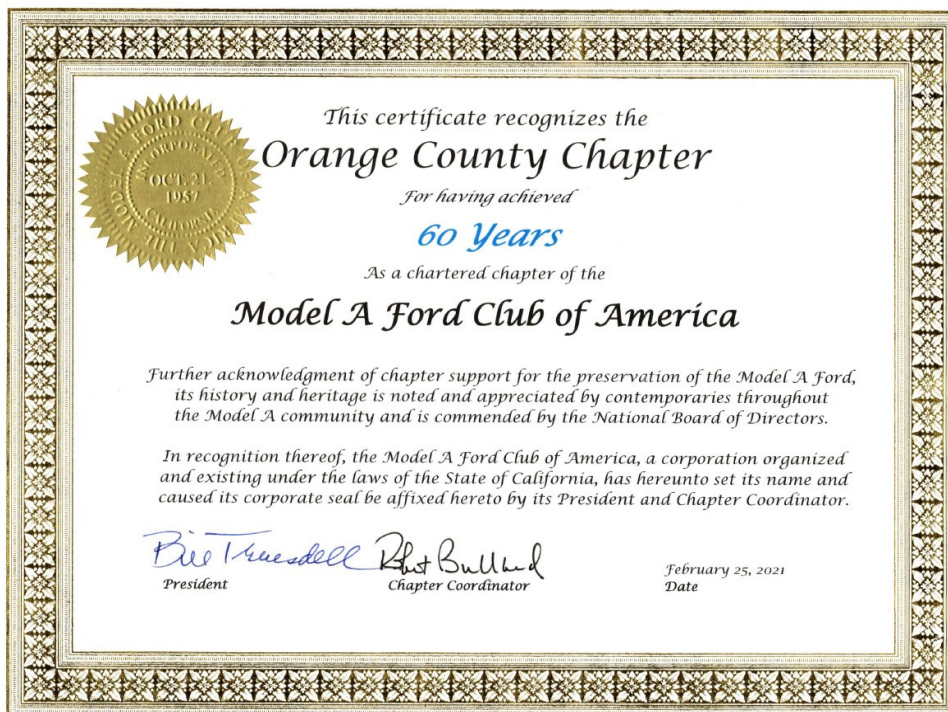 This certificate recognizes the
Orange County Chapter
For having achieved
60 Years
As a chartered chapter of the
Model A Ford Club of America
Further acknowledgment of chapter support for the preservation of the Model A Ford,
its history and heritage is noted and appreciated by contemporaries throughout
the Model A community and is commended by the National Board of Directors.
In recognition thereof, the Model A Ford Club of America, a corporation organized
and existing under the laws of the State of California, has hereunto set its name and
caused its corporate seal be affixed hereto by its President and Chapter Coordinator.
MODEL A FORD CLUB
INCORPORATED
OCT. 21.
1957
CALIFORNIA
Bill Truesdell
President
Robert Bullard
Chapter Coordinator
February 25, 2021
Date